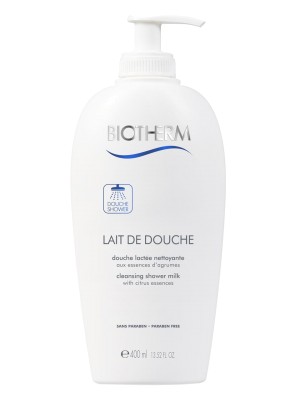 BIOTHERM
DOUCHE
SHOWER
LAIT DE DOUCHE
douche lactée nettoyante
aux essences d'agrumes
cleansing shower milk
with citrus essences
SANS PARABEN - PARABEN FREE
℮ 400 ml 13.52 FL.OZ